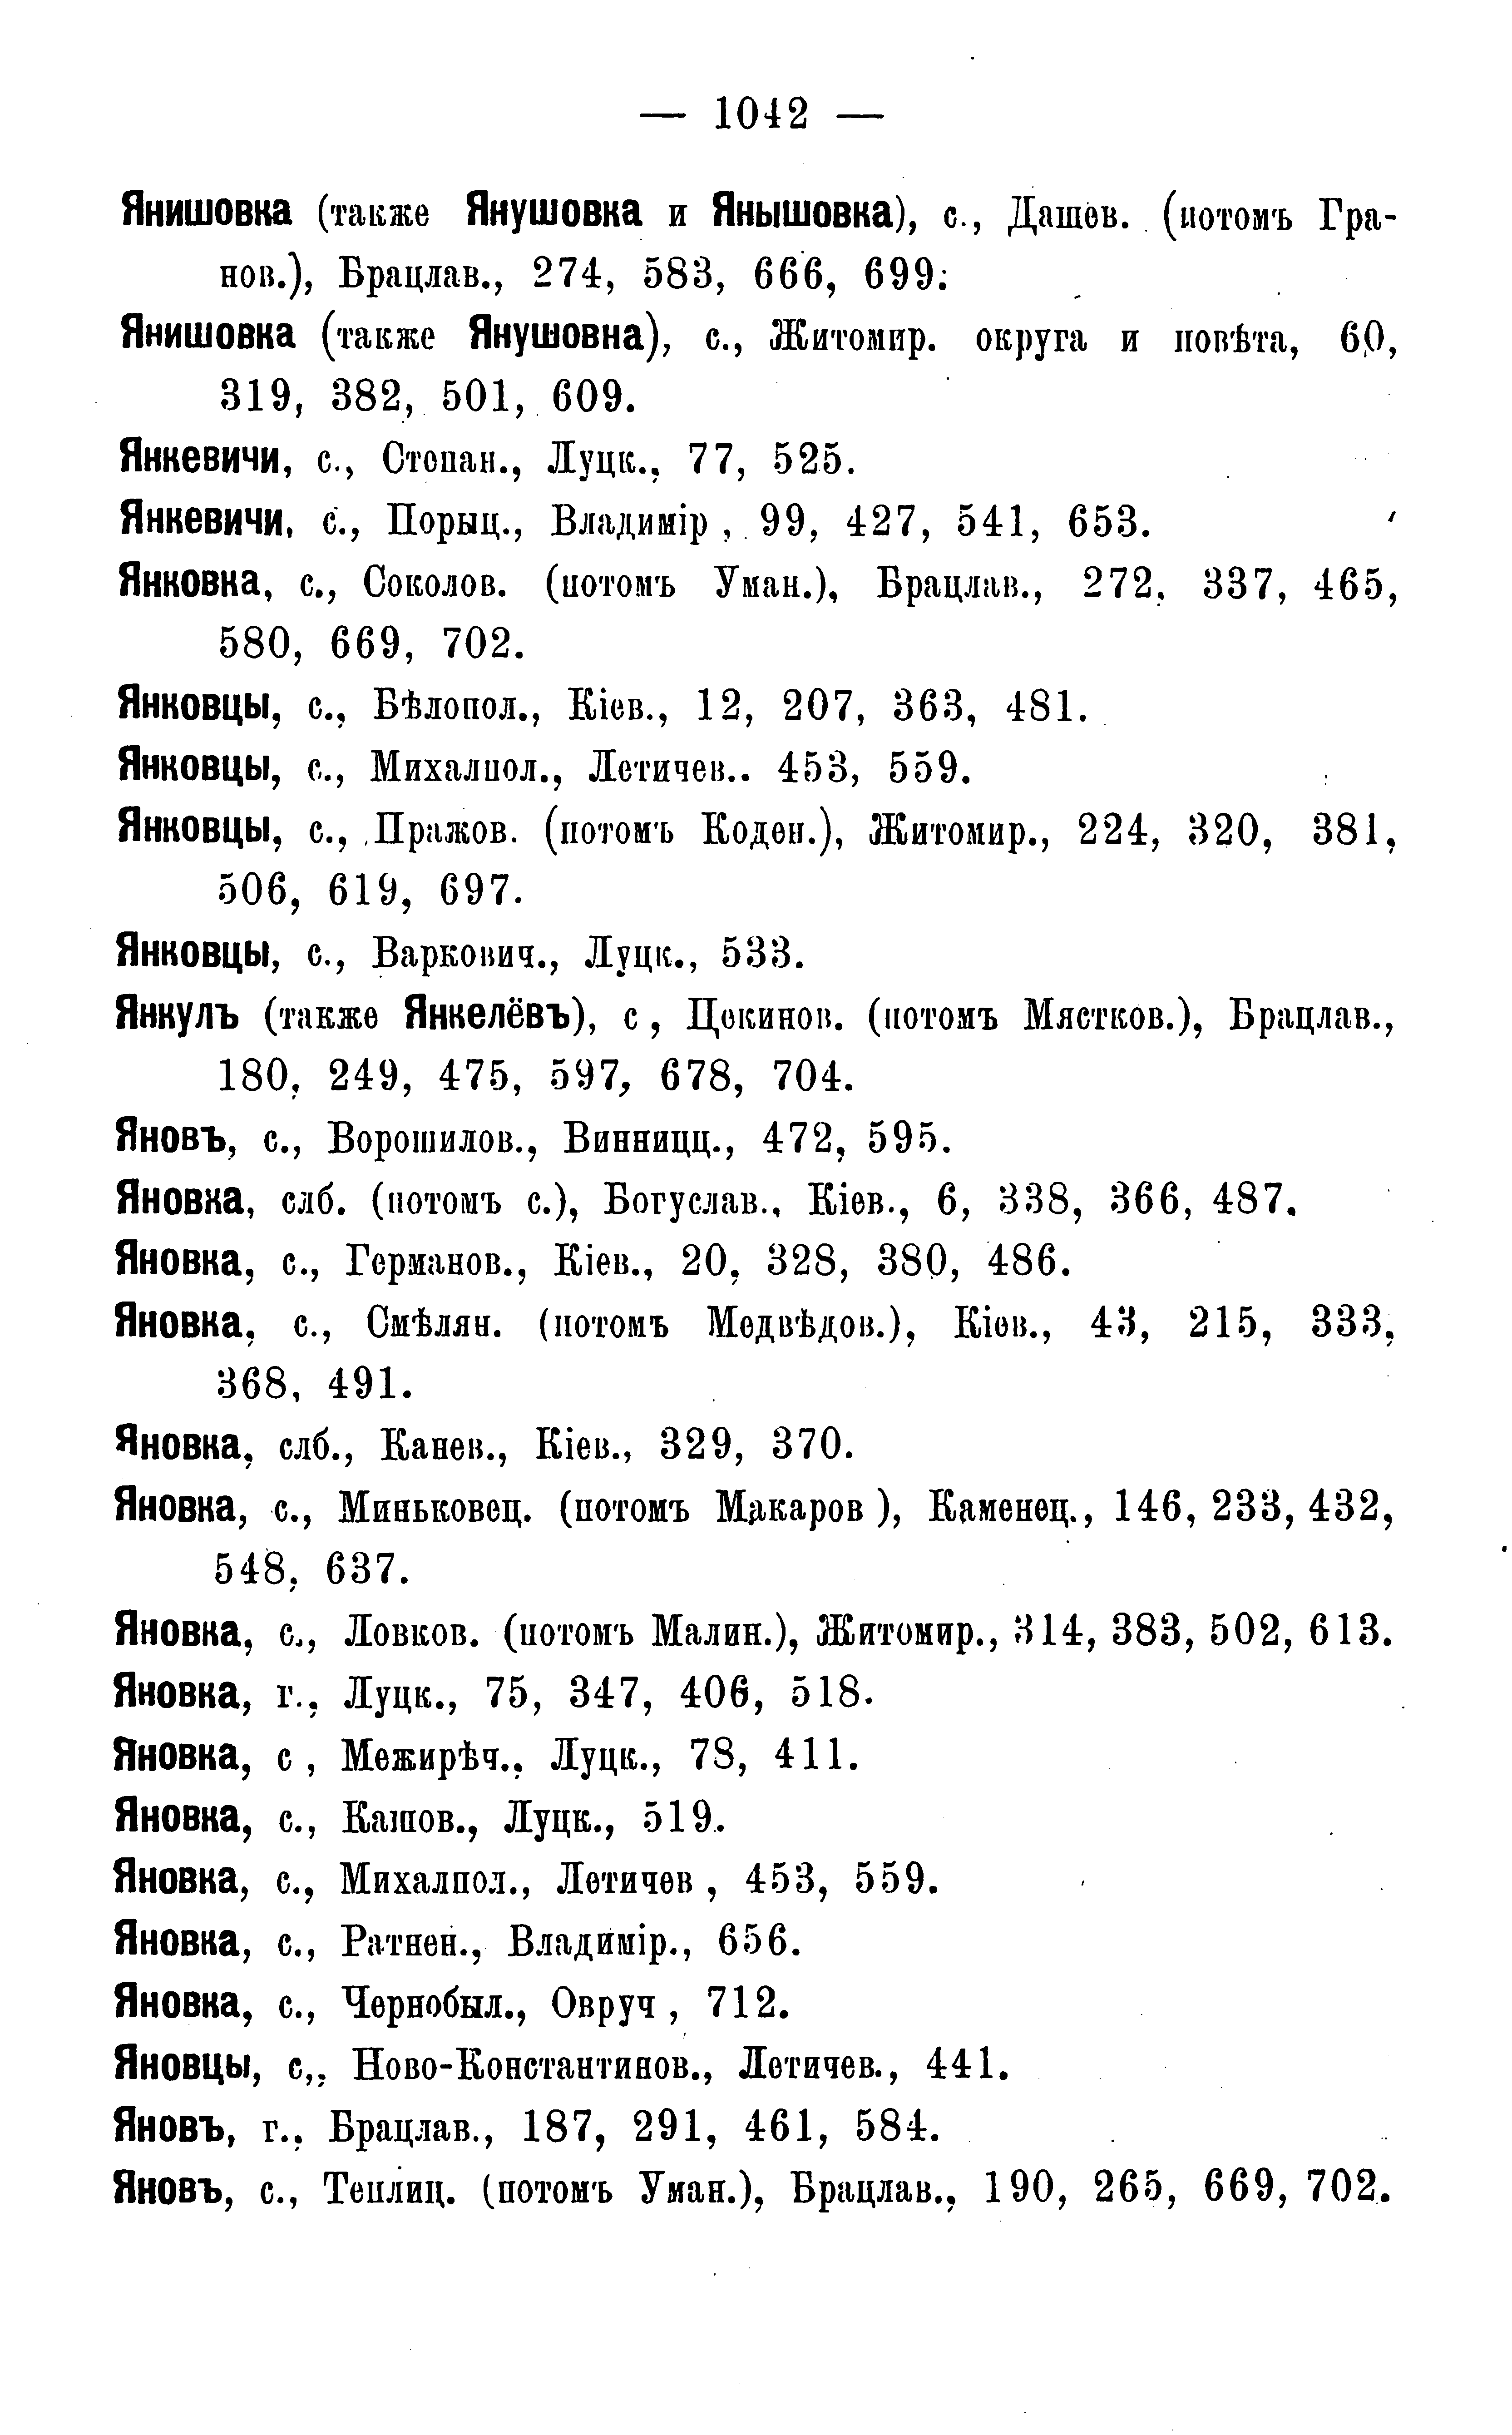 — 1042 —
Янишовка (также Янушовка и Янышовка), с., Дашев. (потомъ Гра-
нов.), Брацлав., 274, 583, 666, 699.
Янишовка (также Янушовна), с., Житомир. округа и повѣта, 60,
319, 382, 501, 609.
Янкевичи, с., Степан., Луцк., 77, 525.
Янкевичи, с., Порыц., Владимір , 99, 427, 541, 653.
Янковка, с., Соколов. (потомъ Уман.), Брацлав., 272, 337, 465,
580, 669, 702.
Янковцы, с., Бѣлопол., Кіев., 12, 207, 363, 481.
Янковцы, с., Михалпол., Летичев.. 453, 559.
Янковцы, с., Пражов. (потомъ Коден.), Житомир., 224, 320, 381,
506, 619, 697.
Янковцы, с., Варкович., Луцк., 533.
Янкулъ (также Янкелёвъ), с , Цекинов. (потомъ Мястков.), Брацлав.,
180, 249, 475, 597, 678, 704.
Яновъ, с., Ворошилов., Винницц., 472, 595.
Яновка, слб. (потомъ с.), Богуслав., Кіев., 6, 338, 366, 487.
Яновка, с., Германов., Кіев., 20, 328, 380, 486.
Яновка, с., Смѣлян. (потомъ Медвѣдов.), Кіев., 43, 215, 333,
368, 491.
Яновка, слб., Канев., Кіев., 329, 370.
Яновка, с., Миньковец. (потомъ Макаров ), Каменец., 146, 233, 432,
548, 637.
Яновка, с., Ловков. (потомъ Малин.), Житомир., 314, 383, 502, 613.
Яновка, г., Луцк., 75, 347, 406, 518.
Яновка, с , Межирѣч., Луцк., 78, 411.
Яновка, с., Кашов., Луцк., 519.
Яновка, с., Михалпол., Летичев , 453, 559.
Яновка, с., Ратнен., Владимір., 656.
Яновка, с., Чернобыл., Овруч , 712.
Яновцы, с,, Ново-Константинов., Летичев., 441.
Яновъ, г., Брацлав., 187, 291, 461, 584.
Яновъ, с., Теплиц. (потомъ Уман.), Брацлав., 190, 265, 669, 702.